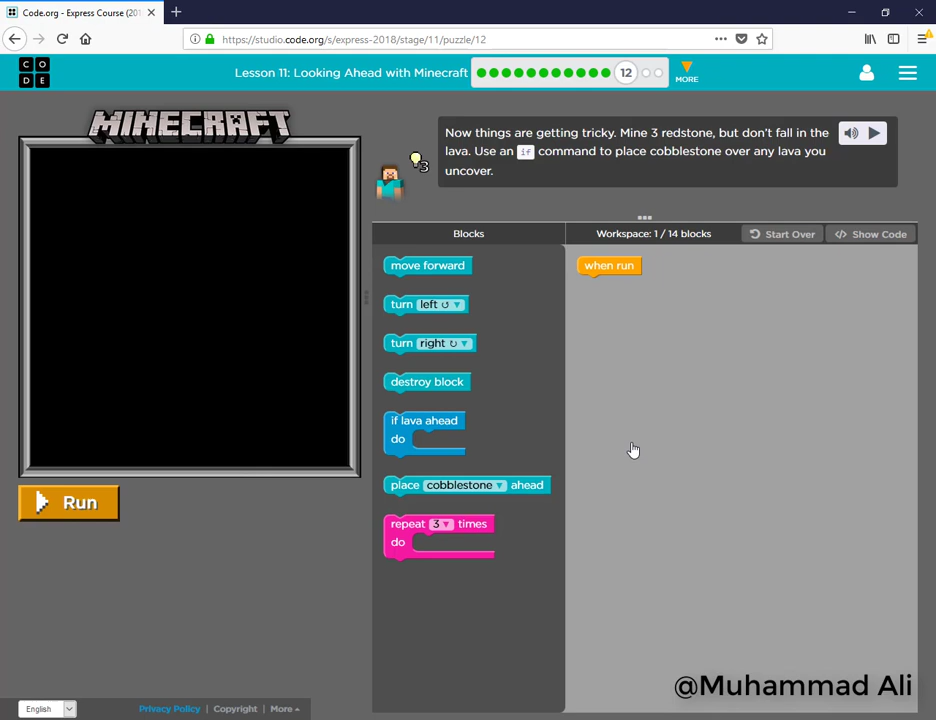 Code.org - Express Course (201
https://studio.code.org/s/express-2018/stage/11/puzzle/12
CODE
Lesson 11: Looking Ahead with Minecraft
12
MORE
MINECRAFT
3
Now things are getting tricky. Mine 3 redstone, but don't fall in the
lava. Use an if command to place cobblestone over any lava you
uncover.
Blocks
Workspace: 1 / 14 blocks
Start Over
Show Code
when run
move forward
turn left
turn right
destroy block
if lava ahead
do
place cobblestone ahead
repeat 3 times
do
Run
@Muhammad Ali
English
Privacy Policy | Copyright | More